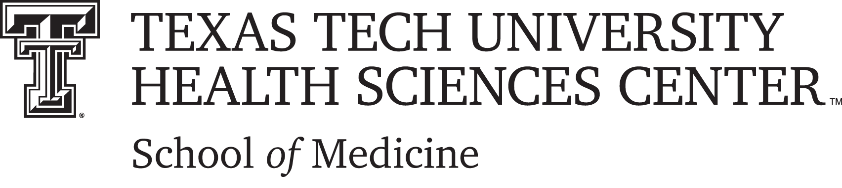 TEXAS TECH UNIVERSITY
HEALTH SCIENCES CENTER™
School of Medicine